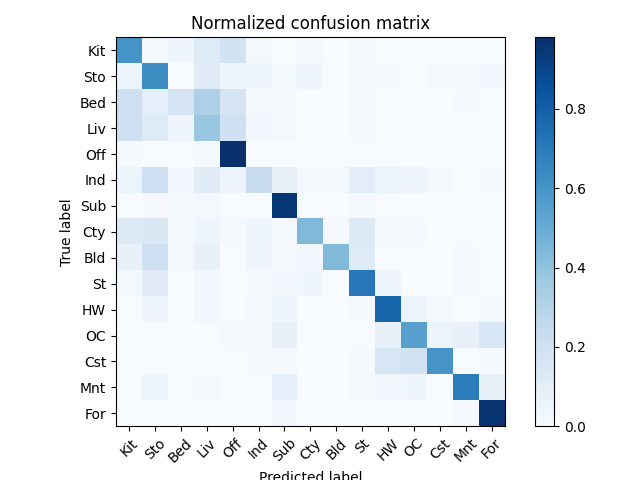 Normalized confusion matrix
True label
Kit
Sto
Bed
Liv
Off
Ind
Sub
Cty
Bld
St
HW
OC
Cst
Mnt
For
Kit Sto Bed Liv Off Ind Sub Cty Bld St HW OC Cst Mnt For
Predicted label
0.8
0.6
0.4
0.2
0.0